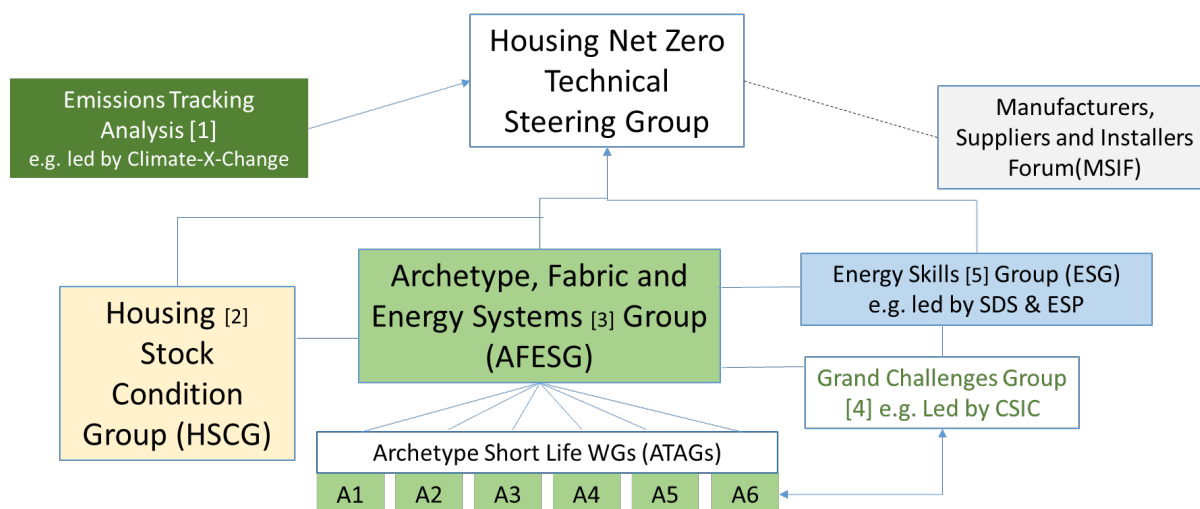 Housing Net Zero
Technical
Steering Group
Emissions Tracking
Analysis [1]
e.g. led by Climate-X-Change
Manufacturers,
Suppliers and Installers
Forum(MSIF)
Archetype, Fabric and
Energy Systems [3] Group
(AFESG)
Energy Skills [5] Group (ESG)
e.g. led by SDS & ESP
Housing [2]
Stock
Condition
Group (HSCG)
Grand Challenges Group
[4] e.g. Led by CSIC
Archetype Short Life WGs (ATAGs)
A1 A2 A3 A4 A5 A6